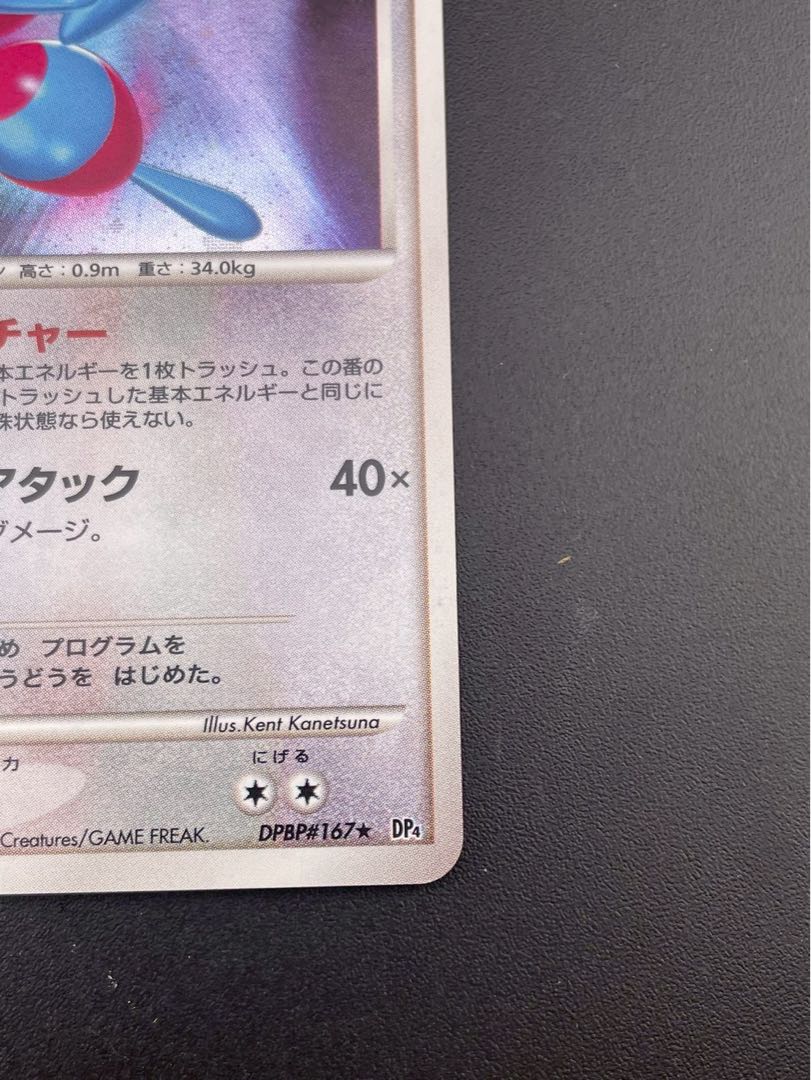 高さ：0.9m 重さ：34.0kg
チャー
本エネルギーを1枚トラッシュ。この番の
トラッシュした基本エネルギーと同じに
殊状態なら使えない。
アタック 40×
ダメージ。
め プログラムを
うどうを はじめた。
Illus.Kent Kanetsuna
カ にげる
Creatures/GAME FREAK. DPBP#167★ DP4